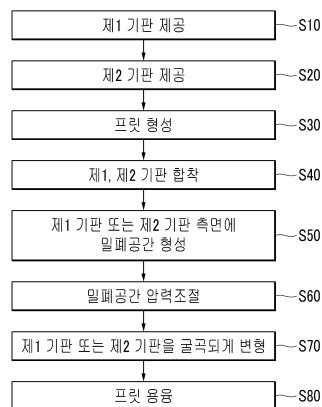 제1 기판 제공 S10
제2 기판 제공 S20
프릿 형성 S30
제1, 제2 기판 합착 S40
제1 기판 또는 제2 기판 측면에
밀폐공간 형성 S50
밀폐공간 압력조절 S60
제1 기판 또는 제2 기판을 굴곡되게 변형 S70
프릿 용융 S80